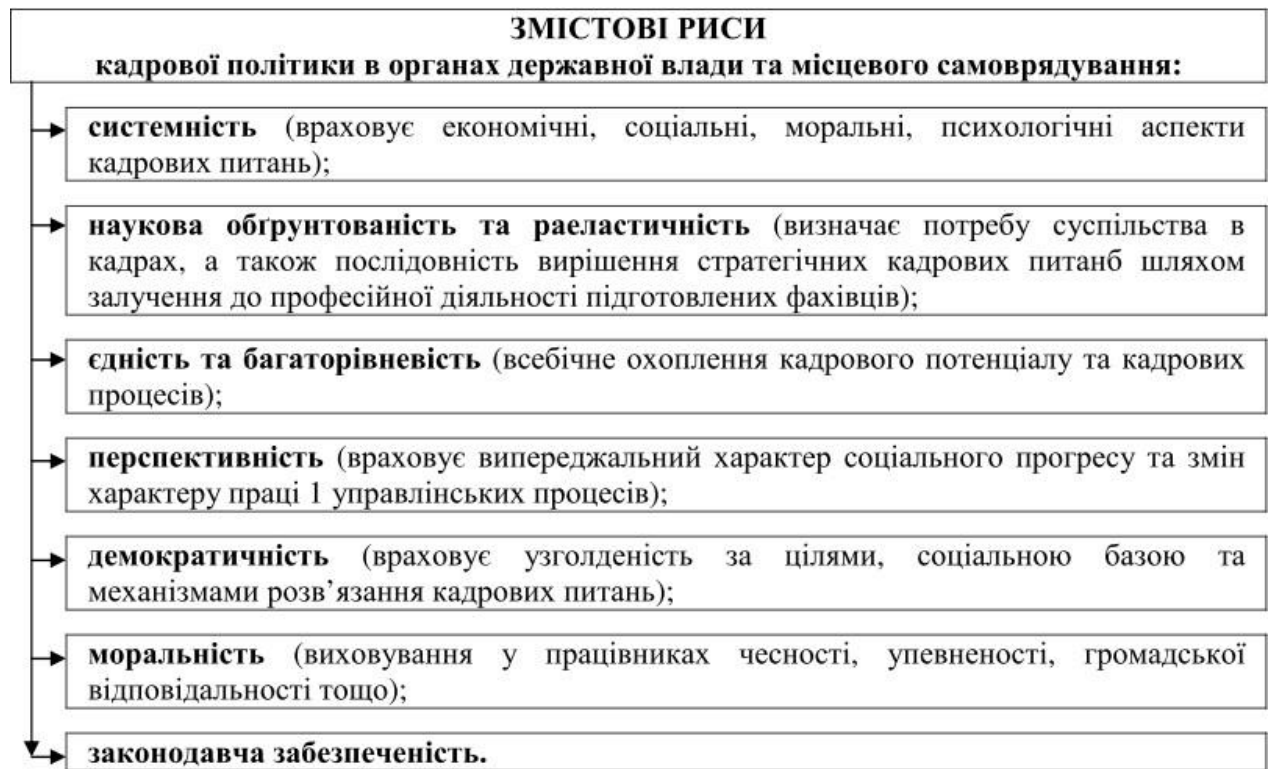 ЗМІСТОВІ РИСИ
кадрової політики в органах державної влади та місцевого самоврядування:
системність (враховує економічні, соціальні, моральні, психологічні аспекти
кадрових питань);
наукова обґрунтованість та раеластичність (визначає потребу суспільства в
кадрах, а також послідовність вирішення стратегічних кадрових питанб шляхом
залучення до професійної діяльності підготовлених фахівців);
єдність та багаторівневість (всебічне охоплення кадрового потенціалу та кадрових
процесів);
перспективність (враховує випереджальний характер соціального прогресу та змін
характеру праці 1 управлінських процесів);
демократичність (враховує узголденість за цілями, соціальною базою та
механізмами розв’язання кадрових питань);
моральність (виховування у працівниках чесності, упевненості, громадської
відповідальності тощо);
законодавча забезпеченість.